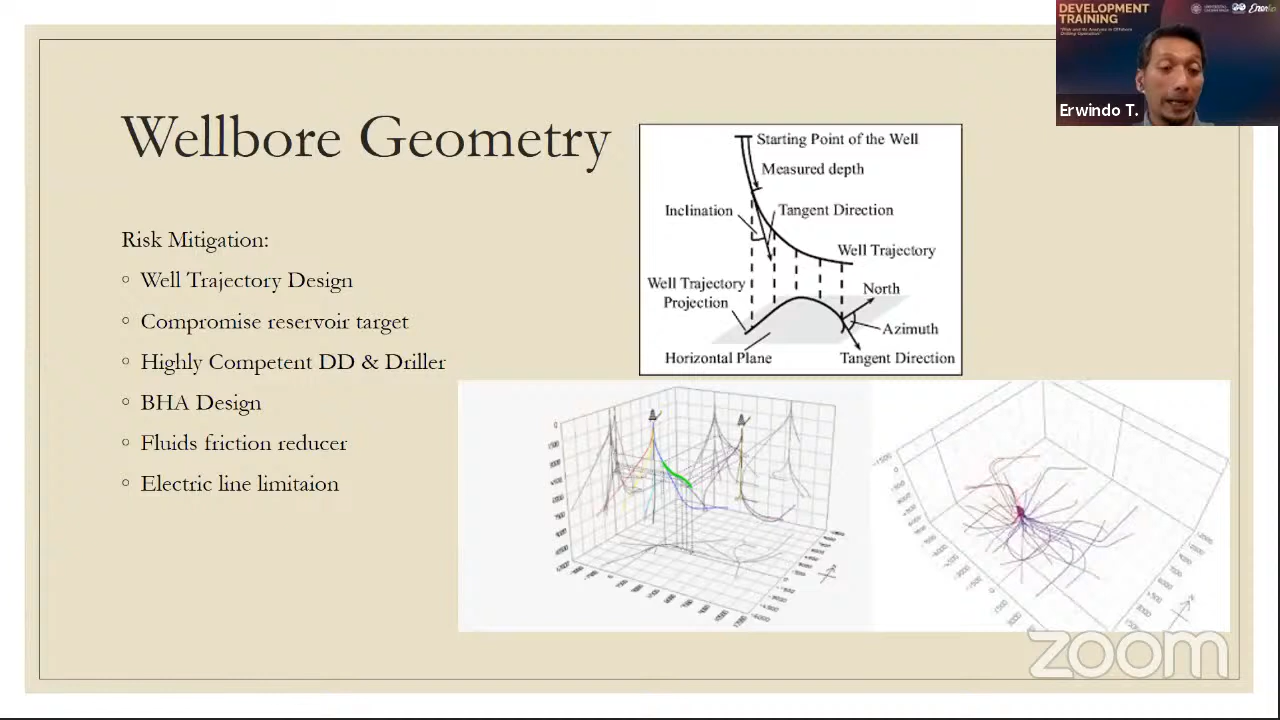 DEVELOPMENT
TRAINING
Erwindo T.
Wellbore Geometry
Risk Mitigation:
◦ Well Trajectory Design
◦ Compromise reservoir target
◦ Highly Competent DD & Driller
◦ BHA Design
◦ Fluids friction reducer
◦ Electric line limitaion
Starting Point of the Well
Measured depth
Inclination
Tangent Direction
Well Trajectory
Well Trajectory
Projection
North
Azimuth
Horizontal Plane
Tangent Direction
zoom